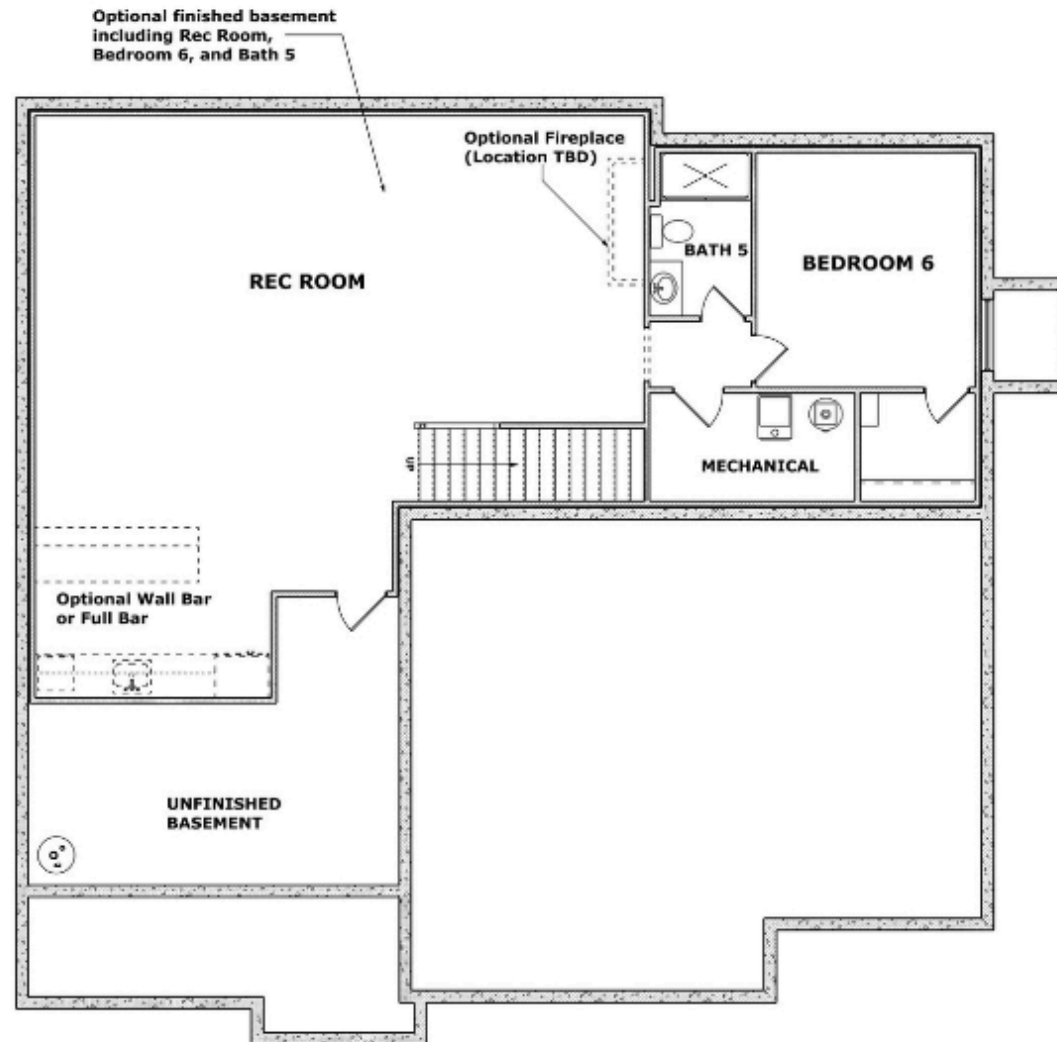 Optional finished basement
including Rec Room,
Bedroom 6, and Bath 5
Optional Fireplace
(Location TBD)
BATH 5
BEDROOM 6
REC ROOM
UP
MECHANICAL
Optional Wall Bar
or Full Bar
UNFINISHED
BASEMENT